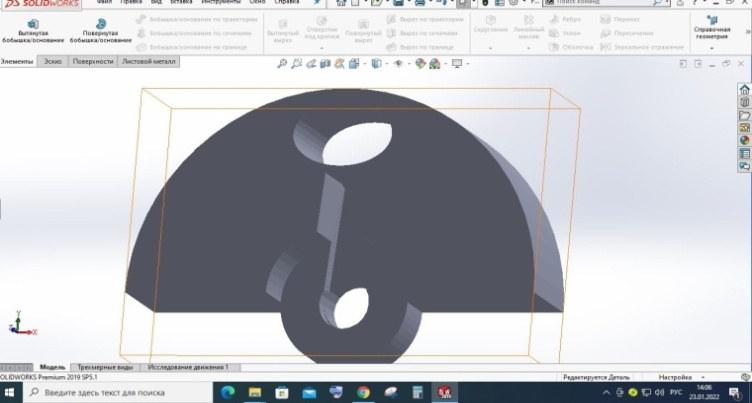 SOLIDWORKS
Файл Правка Вид Вставка Инструменты Окно Справка
Поиск команд
Вытянутая бобышка/основание
Повернутая бобышка/основание
Бобышка/основание по траектории
Бобышка/основание по сечениям
Бобышка/основание на границе
Вытянутый вырез
Отверстие под крепеж
Повернутый вырез
Вырез по траектории
Вырез по сечениям
Вырез по границе
Скругление
Линейный массив
Ребро
Уклон
Оболочка
Перенос
Пересечение
Зеркальное отражение
Справочная геометрия
Элементы Эскиз Поверхности Листовой металл
Y
X
Модель Трехмерные виды Исследование движения 1
SOLIDWORKS Premium 2019 SP5.1 Редактируется Деталь Настройка
Введите здесь текст для поиска
РУС
14:06
23.01.2022